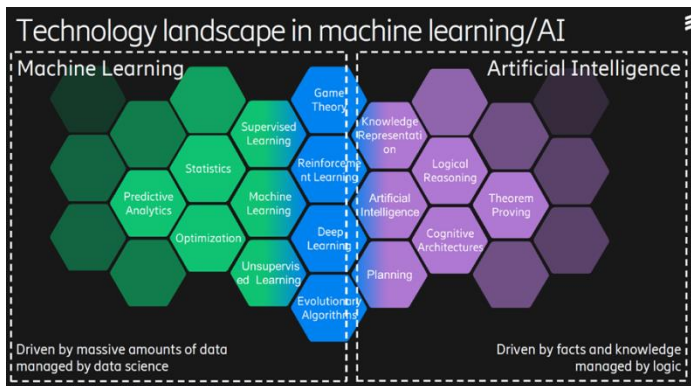 Technology landscape in machine learning/AI
Machine Learning
Artificial Intelligence
Game
Theory
Knowledge
Representati
on
Supervised
Learning
Logical
Reasoning
Statistics
Reinforceme
nt Learning
Predictive
Analytics
Machine
Learning
Artificial
Intelligence
Theorem
Proving
Optimization
Deep
Learning
Cognitive
Architectures
Unsupervis
ed Learning
Planning
Evolutionary
Algorithms
Driven by massive amounts of data
managed by data science
Driven by facts and knowledge
managed by logic